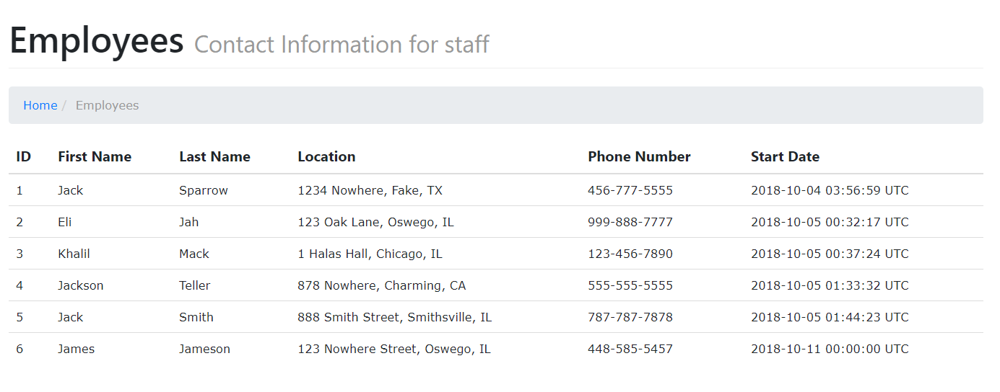 Employees Contact Information for staff
Home / Employees
ID First Name Last Name Location Phone Number Start Date
1 Jack Sparrow 1234 Nowhere, Fake, TX 456-777-5555 2018-10-04 03:56:59 UTC
2 Eli Jah 123 Oak Lane, Oswego, IL 999-888-7777 2018-10-05 00:32:17 UTC
3 Khalil Mack 1 Halas Hall, Chicago, IL 123-456-7890 2018-10-05 00:37:24 UTC
4 Jackson Teller 878 Nowhere, Charming, CA 555-555-5555 2018-10-05 01:33:32 UTC
5 Jack Smith 888 Smith Street, Smithsville, IL 787-787-7878 2018-10-05 01:44:23 UTC
6 James Jameson 123 Nowhere Street, Oswego, IL 448-585-5457 2018-10-11 00:00:00 UTC